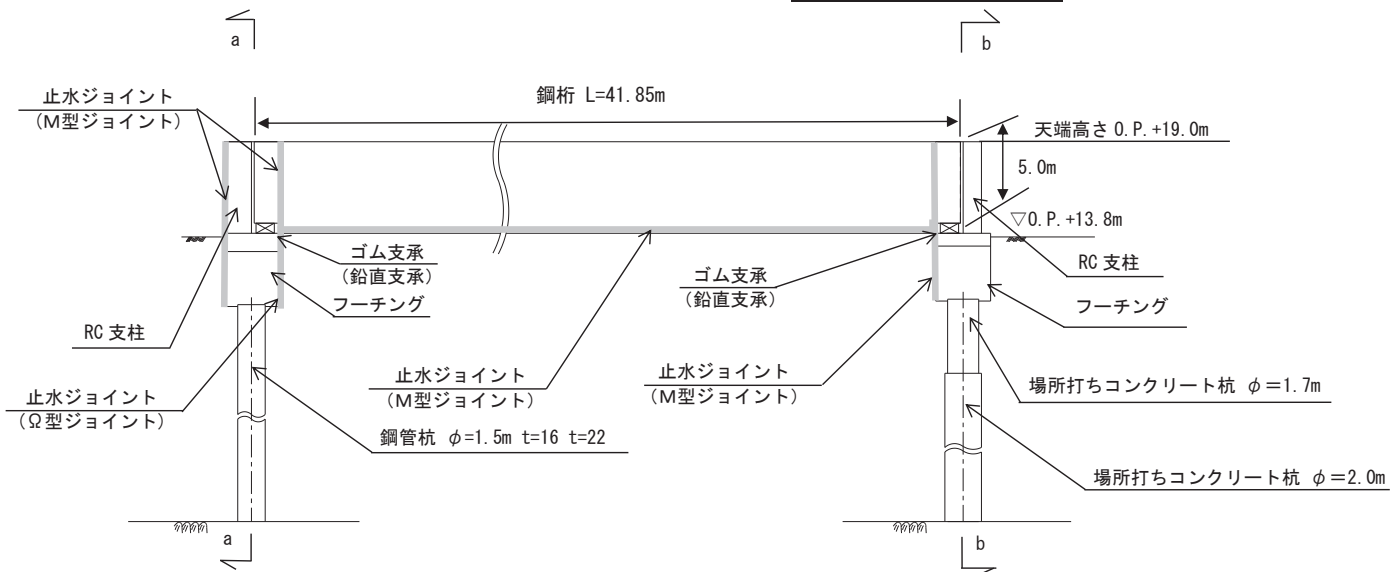 a
b
鋼桁 L=41.85m
止水ジョイント
(M型ジョイント)
天端高さ O.P.+19.0m
5.0m
▽O.P.+13.8m
ゴム支承
(鉛直支承)
ゴム支承
(鉛直支承)
RC 支柱
フーチング
フーチング
RC 支柱
止水ジョイント
(Ω型ジョイント)
止水ジョイント
(M型ジョイント)
止水ジョイント
(M型ジョイント)
場所打ちコンクリート杭 φ=1.7m
鋼管杭 φ=1.5m t=16 t=22
場所打ちコンクリート杭 φ=2.0m
a
b